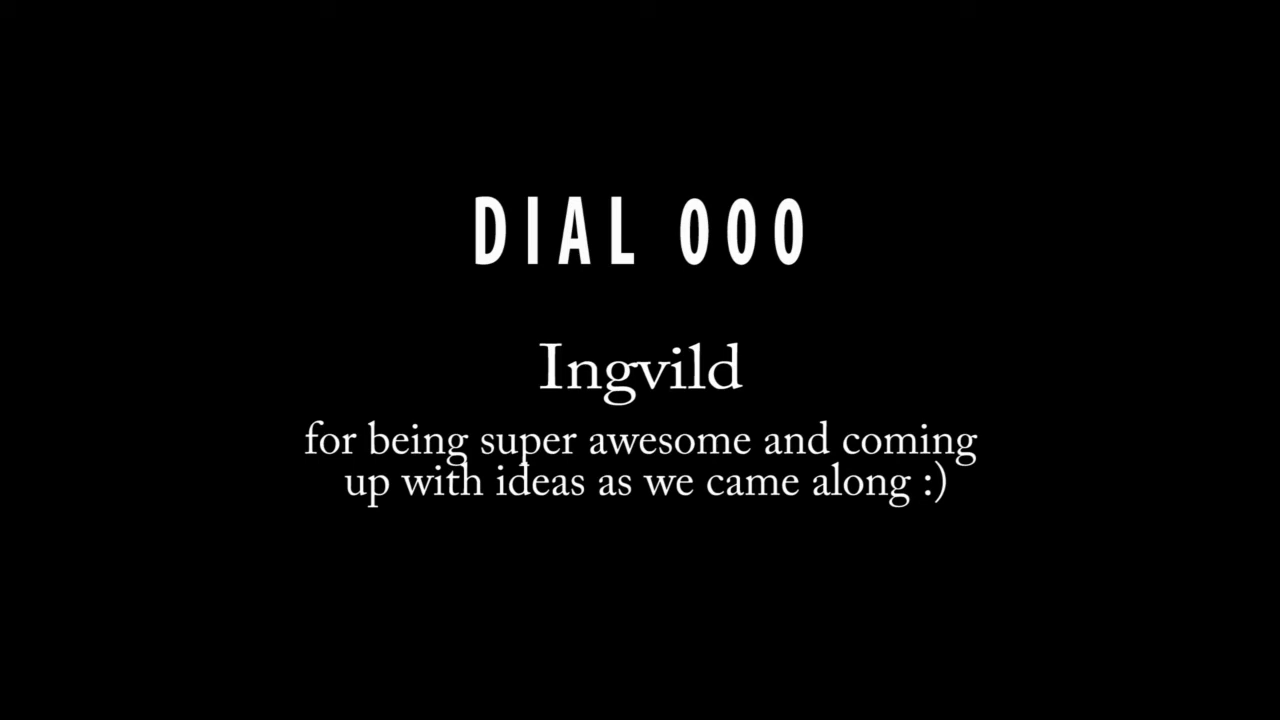 DIAL 000
Ingvild
for being super awesome and coming
up with ideas as we came along :)